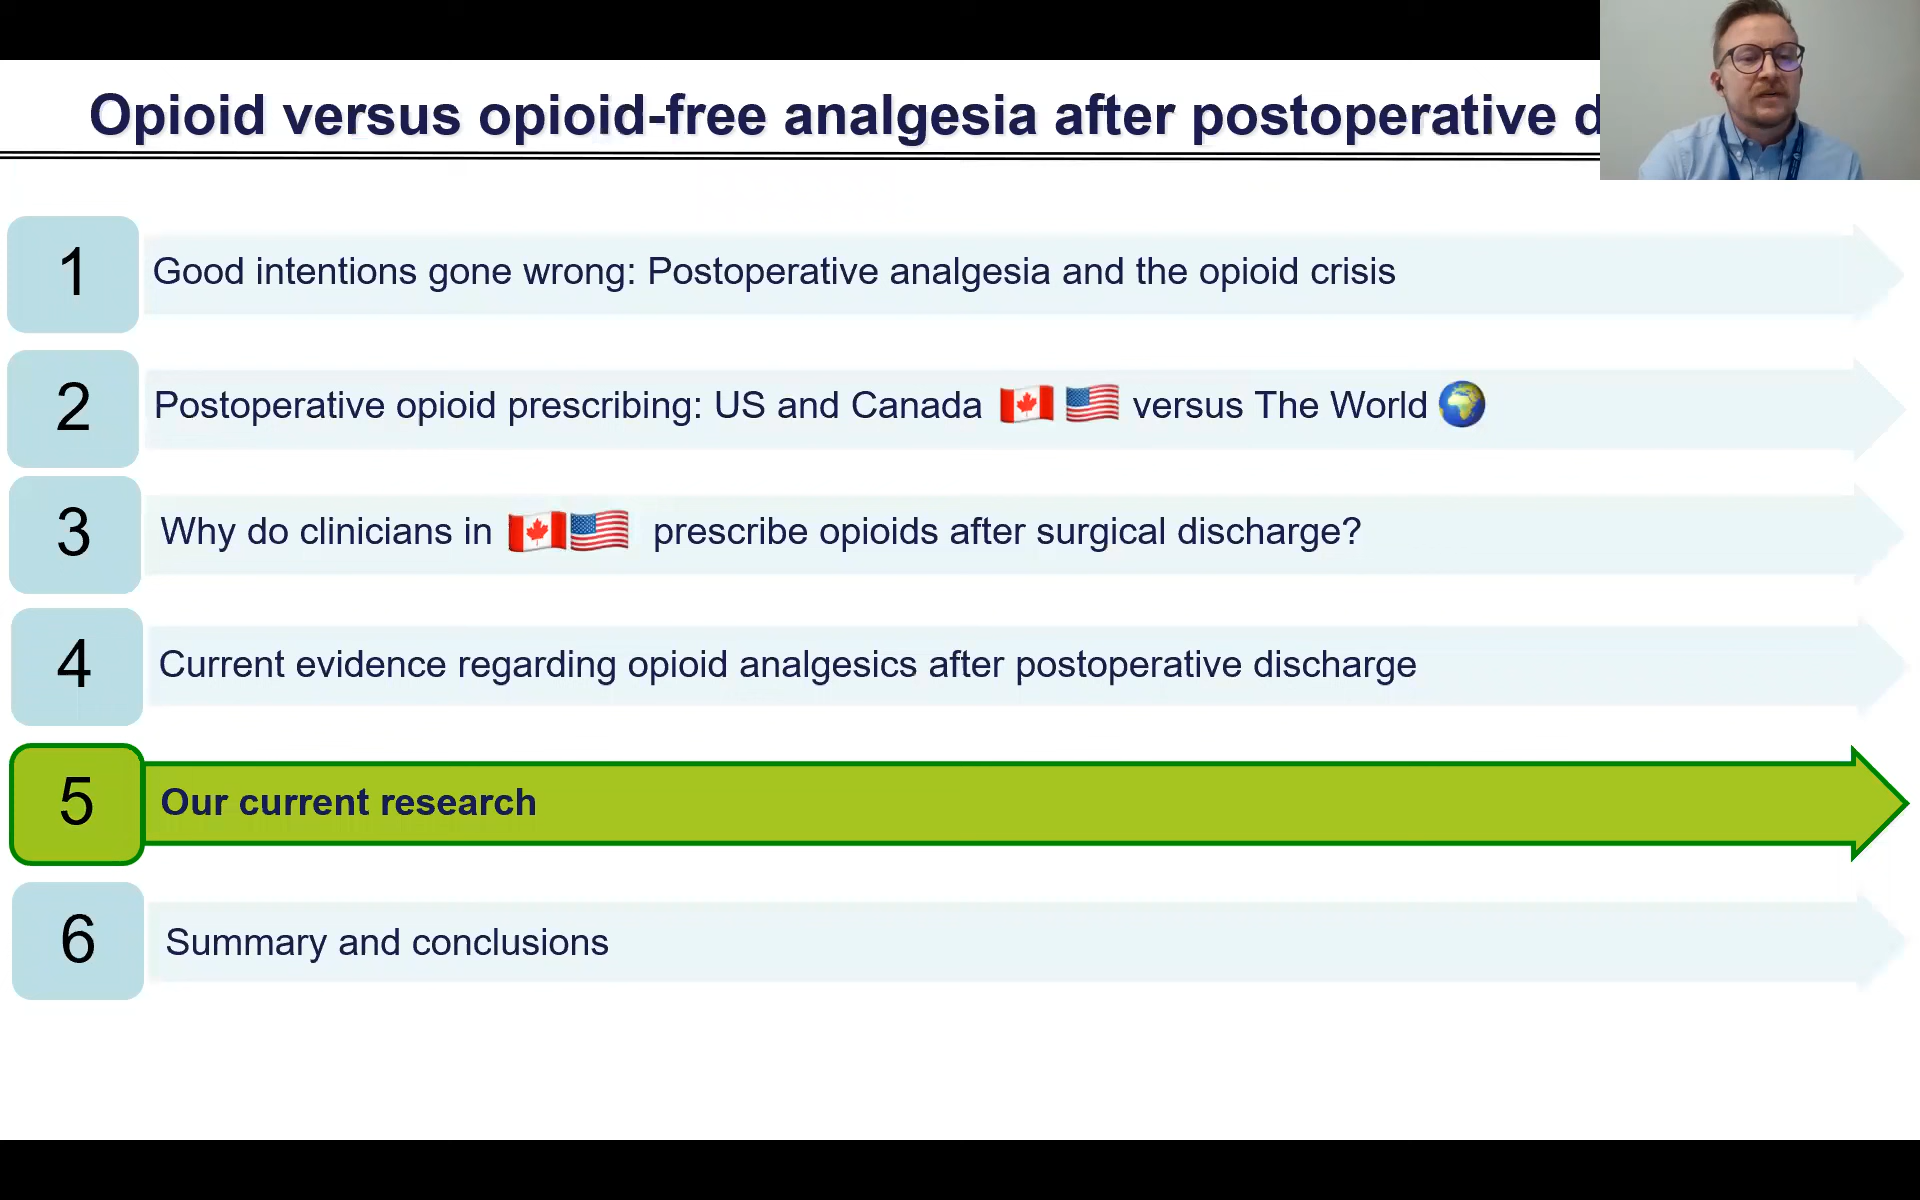 Opioid versus opioid-free analgesia after postoperative
1
Good intentions gone wrong: Postoperative analgesia and the opioid crisis
2
Postoperative opioid prescribing: US and Canada 🇨🇦 🇺🇸 versus The World 🌍
3
Why do clinicians in 🇨🇦🇺🇸 prescribe opioids after surgical discharge?
4
Current evidence regarding opioid analgesics after postoperative discharge
5
Our current research
6
Summary and conclusions